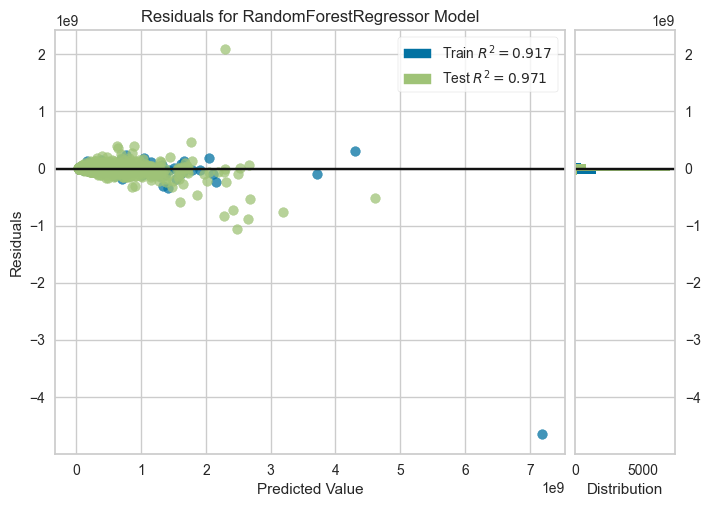 Residuals for RandomForestRegressor Model
1e9
1e9
Train R² = 0.917
Test R² = 0.971
2
1
0
−1
−2
−3
−4
Residuals
0
1
2
3
4
5
6
7
1e9
Predicted Value
2
1
0
−1
−2
−3
−4
0
5000
Distribution